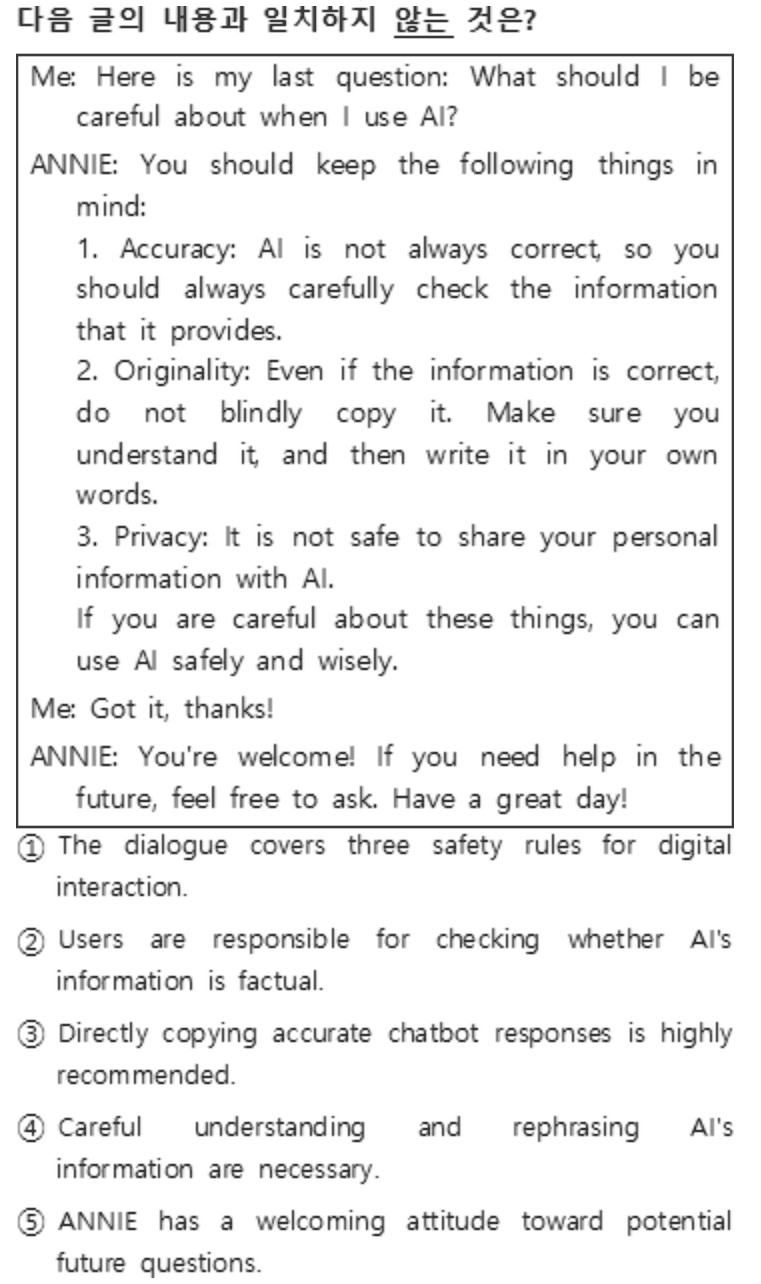 다음 글의 내용과 일치하지 않는 것은?
Me: Here is my last question: What should I be
careful about when I use AI?
ANNIE: You should keep the following things in
mind:
1. Accuracy: AI is not always correct, so you
should always carefully check the information
that it provides.
2. Originality: Even if the information is correct,
do not blindly copy it. Make sure you
understand it, and then write it in your own
words.
3. Privacy: It is not safe to share your personal
information with AI.
If you are careful about these things, you can
use AI safely and wisely.
Me: Got it, thanks!
ANNIE: You're welcome! If you need help in the
future, feel free to ask. Have a great day!
① The dialogue covers three safety rules for digital
interaction.
② Users are responsible for checking whether AI's
information is factual.
③ Directly copying accurate chatbot responses is highly
recommended.
④ Careful understanding and rephrasing AI's
information are necessary.
⑤ ANNIE has a welcoming attitude toward potential
future questions.